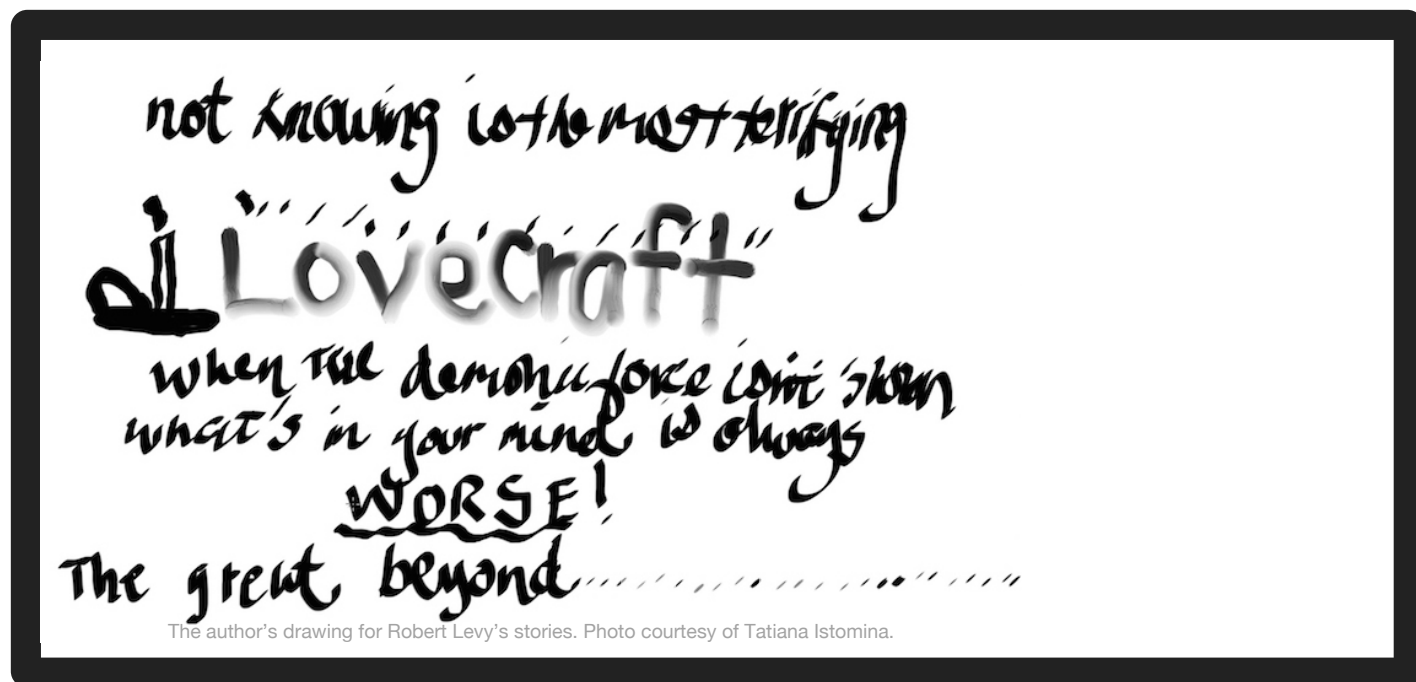 not knowing is the most terrifying
Lovecraft
when the demonic force isn't shown
what's in your mind is always
WORSE!
The great beyond..............................
The author's drawing for Robert Levy's stories. Photo courtesy of Tatiana Istomina.